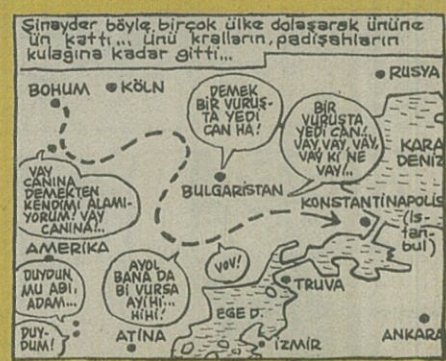 Şinayder böyle birçok ülke dolaşarak ününe
ün kattı... ünü kralların, padişahların
kulağına kadar gitti...
RUSYA
BOHUM
KÖLN
DEMEK
BİR VURUŞ-
TA YEDİ
CAN HA!
BİR
VURUŞTA
YEDİ CAN!
VAY, VAY, VAY,
VAY Kİ NE
VAY!..
KARA
DENİZ
VAY
CANINA
DEMEKTEN
KENDİMİ ALAMI-
YORUM! VAY
CANINA!..
BULGARİSTAN
KONSTANTİNAPOLİS
(is-
tan-
bul)
AMERİKA
DUYDUN
MU ABİ,
ADAM...
DUY-
DUM!
AYOL
BANA DA
Bİ VURSA
AYİHİ...
HİHİ!
VOV!
TRUVA
EGE D.
ATİNA
İZMİR
ANKARA